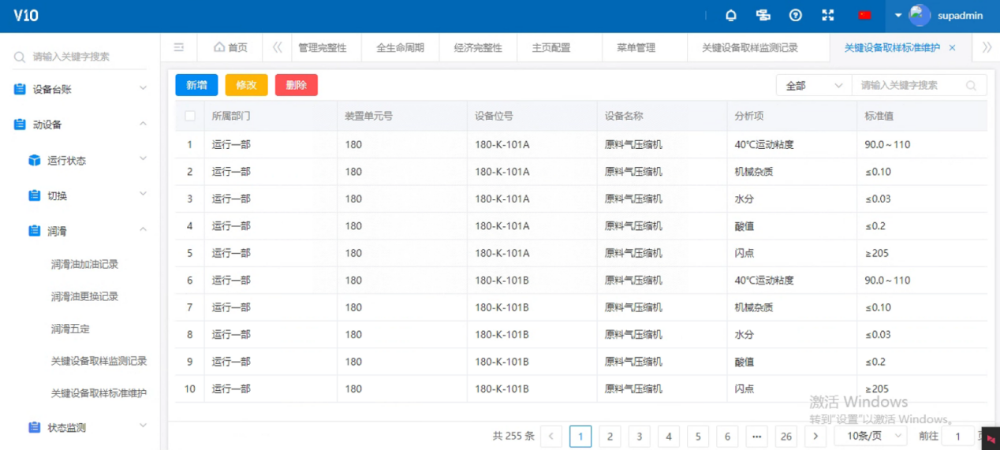 V10
supadmin
请输入关键字搜索
首页
管理完整性
全生命周期
经济完整性
主页配置
菜单管理
关键设备取样监测记录
关键设备取样标准维护 ×
设备台账
动设备
运行状态
切换
润滑
润滑油加油记录
润滑油更换记录
润滑五定
关键设备取样监测记录
关键设备取样标准维护
状态监测
新增 修改 删除
全部 请输入关键字搜索
所属部门 装置单元号 设备位号 设备名称 分析项 标准值
1 运行一部 180 180-K-101A 原料气压缩机 40℃运动粘度 90.0~110
2 运行一部 180 180-K-101A 原料气压缩机 机械杂质 ≤0.10
3 运行一部 180 180-K-101A 原料气压缩机 水分 ≤0.03
4 运行一部 180 180-K-101A 原料气压缩机 酸值 ≤0.2
5 运行一部 180 180-K-101A 原料气压缩机 闪点 ≥205
6 运行一部 180 180-K-101B 原料气压缩机 40℃运动粘度 90.0~110
7 运行一部 180 180-K-101B 原料气压缩机 机械杂质 ≤0.10
8 运行一部 180 180-K-101B 原料气压缩机 水分 ≤0.03
9 运行一部 180 180-K-101B 原料气压缩机 酸值 ≤0.2
10 运行一部 180 180-K-101B 原料气压缩机 闪点 ≥205
激活 Windows
转到"设置"以激活 Windows。
共 255 条 < 1 2 3 4 5 6 ··· 26 > 10条/页 前往 1